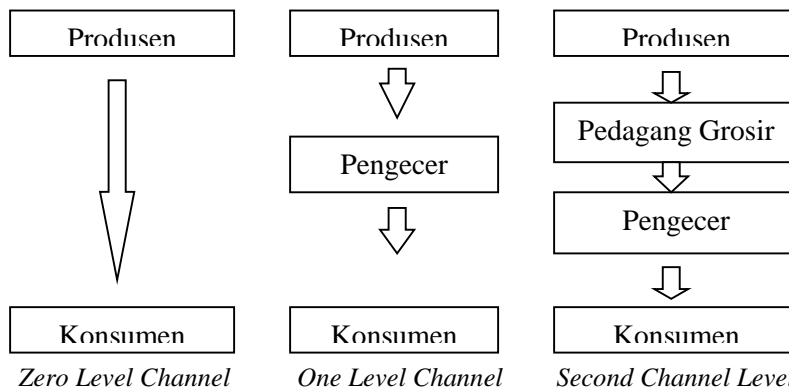 Produsen
Konsumen
Zero Level Channel
Produsen
Pengecer
Konsumen
One Level Channel
Produsen
Pedagang Grosir
Pengecer
Konsumen
Second Channel Level